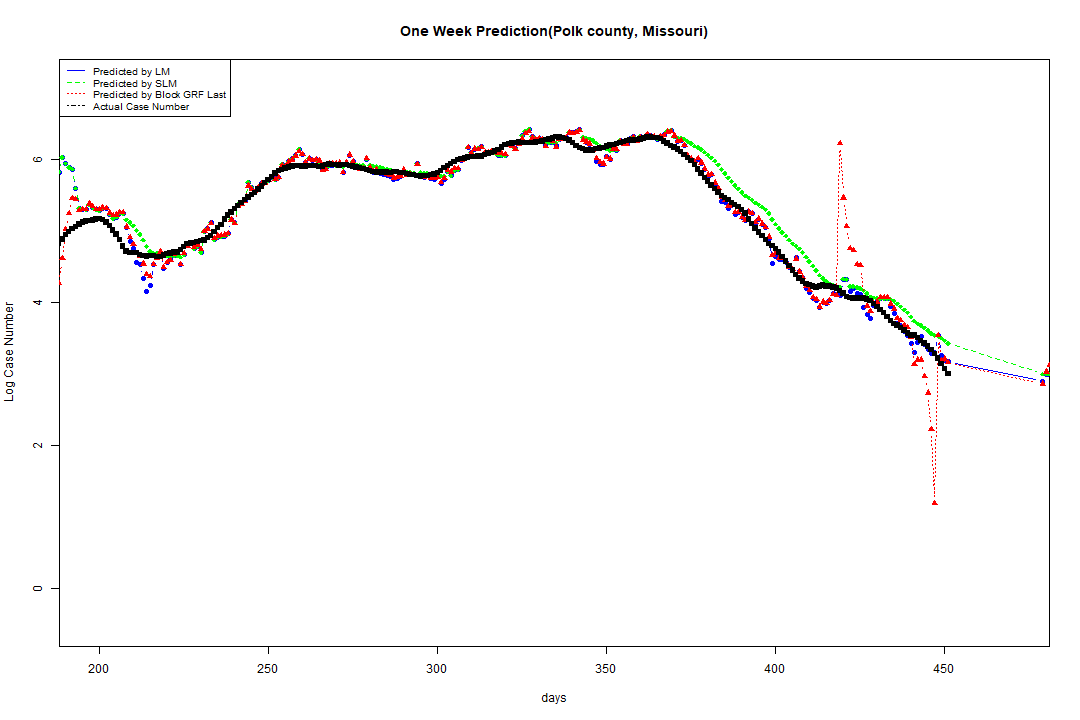 One Week Prediction(Polk county, Missouri)
Predicted by LM
Predicted by SLM
Predicted by Block GRF Last
Actual Case Number
Log Case Number
6
4
2
0
200 250 300 350 400 450
days